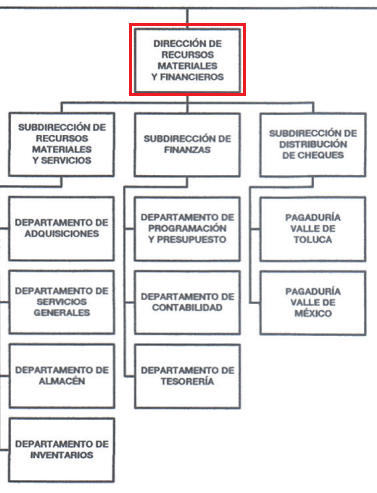 DIRECCIÓN DE
RECURSOS
MATERIALES
Y FINANCIEROS
SUBDIRECCIÓN DE
RECURSOS
MATERIALES
Y SERVICIOS
SUBDIRECCIÓN DE
FINANZAS
SUBDIRECCIÓN DE
DISTRIBUCIÓN
DE CHEQUES
DEPARTAMENTO DE
ADQUISICIONES
DEPARTAMENTO DE
PROGRAMACIÓN
Y PRESUPUESTO
PAGADURÍA
VALLE DE
TOLUCA
DEPARTAMENTO DE
SERVICIOS
GENERALES
DEPARTAMENTO DE
CONTABILIDAD
PAGADURÍA
VALLE DE
MÉXICO
DEPARTAMENTO DE
ALMACÉN
DEPARTAMENTO DE
TESORERÍA
DEPARTAMENTO DE
INVENTARIOS